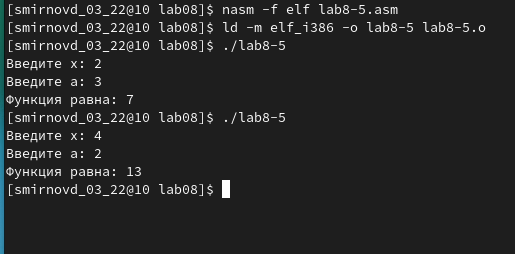 [smirnovd_03_22@10 lab08]$ nasm -f elf lab8-5.asm
[smirnovd_03_22@10 lab08]$ ld -m elf_i386 -o lab8-5 lab8-5.o
[smirnovd_03_22@10 lab08]$ ./lab8-5
Введите x: 2
Введите a: 3
Функция равна: 7
[smirnovd_03_22@10 lab08]$ ./lab8-5
Введите x: 4
Введите a: 2
Функция равна: 13
[smirnovd_03_22@10 lab08]$